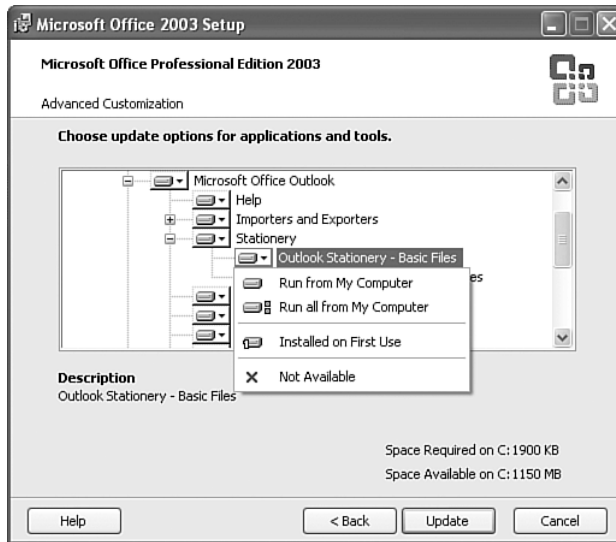 Microsoft Office 2003 Setup
Microsoft Office Professional Edition 2003
Advanced Customization
Choose update options for applications and tools.
Microsoft Office Outlook
Help
Importers and Exporters
Stationery
Outlook Stationery - Basic Files
Run from My Computer
Run all from My Computer
Installed on First Use
Not Available
Description
Outlook Stationery - Basic Files
Space Required on C: 1900 KB
Space Available on C: 1150 MB
Help
< Back
Update
Cancel